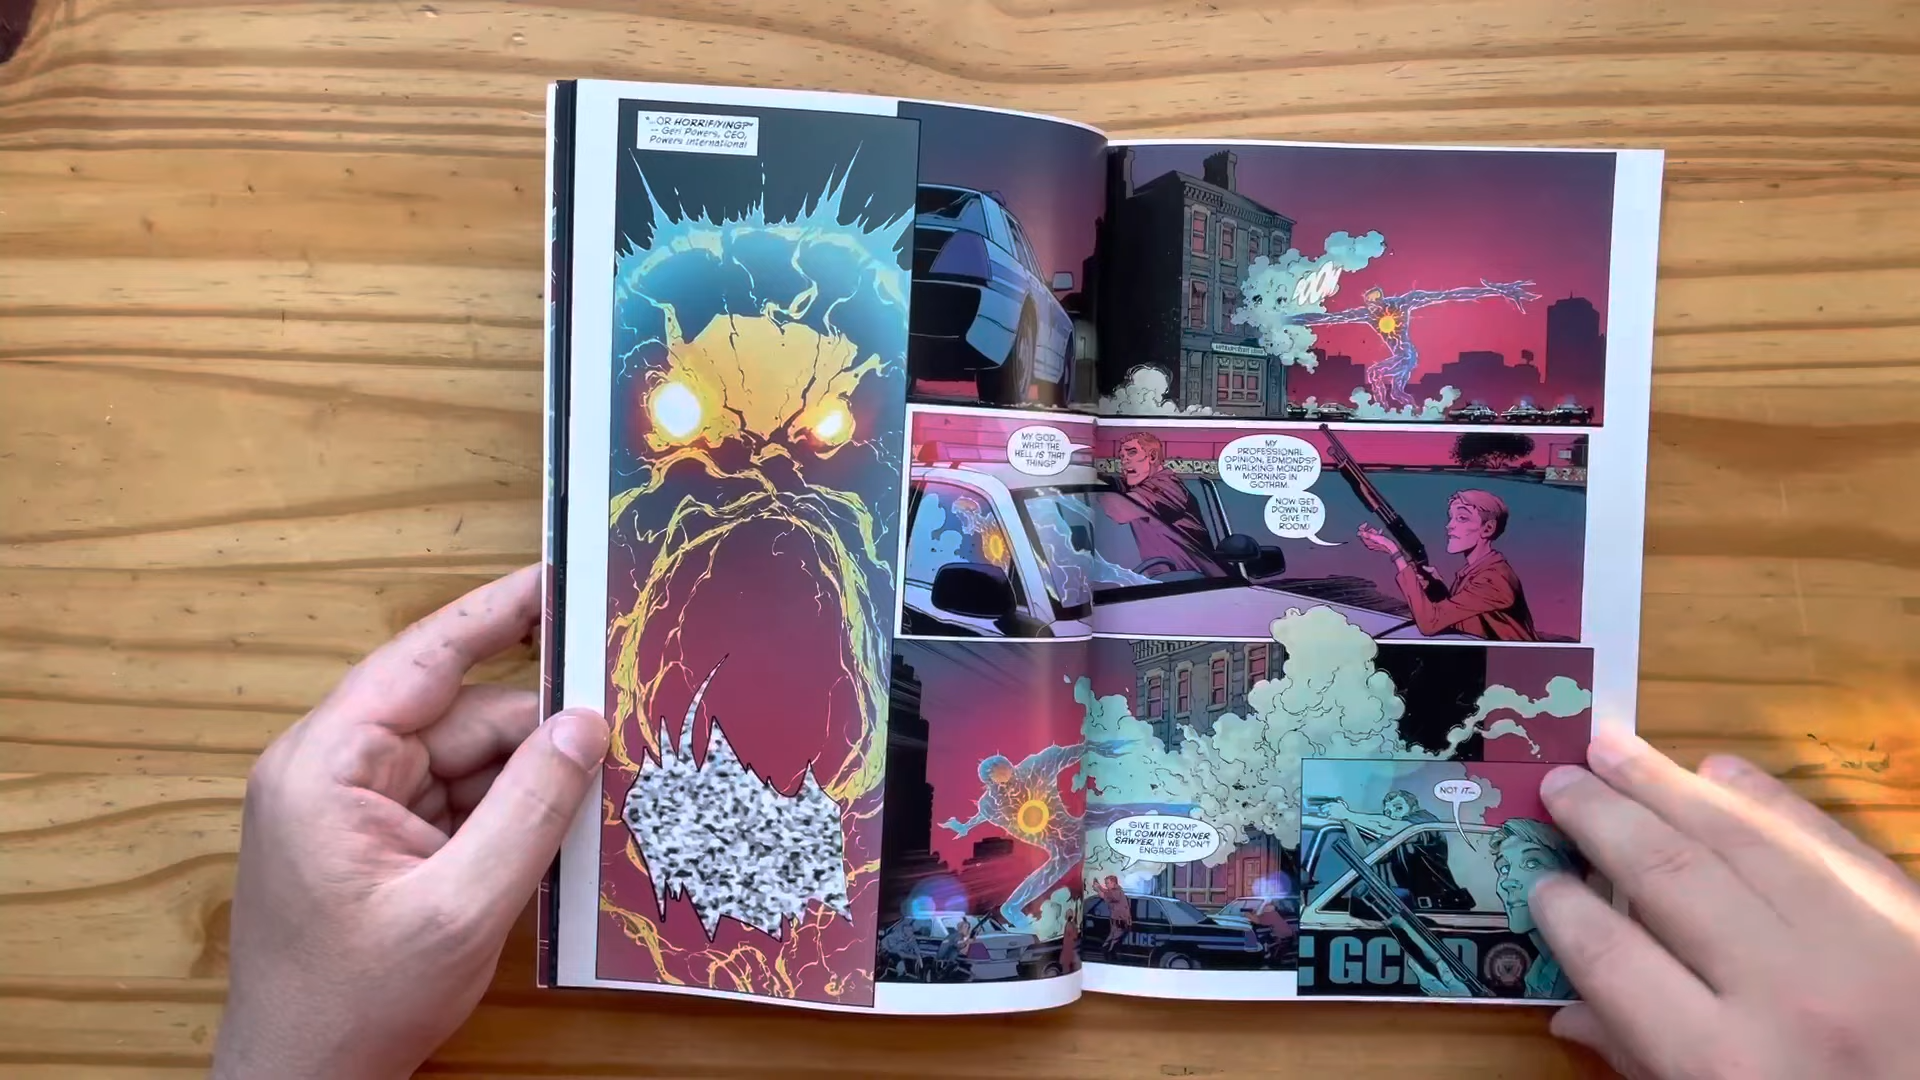 "...OR HORRIFIYING?"
-- Geri Powers, CEO,
Powers International
MY GOD...
WHAT THE
HELL IS THAT
THING?
MY
PROFESSIONAL
OPINION, EDMONDS?
A WALKING MONDAY
MORNING IN
GOTHAM.
NOW GET
DOWN AND
GIVE IT
ROOM!
GIVE IT ROOM?
BUT COMMISSIONER
SAWYER, IF WE DON'T
ENGAGE--
NOT IT...